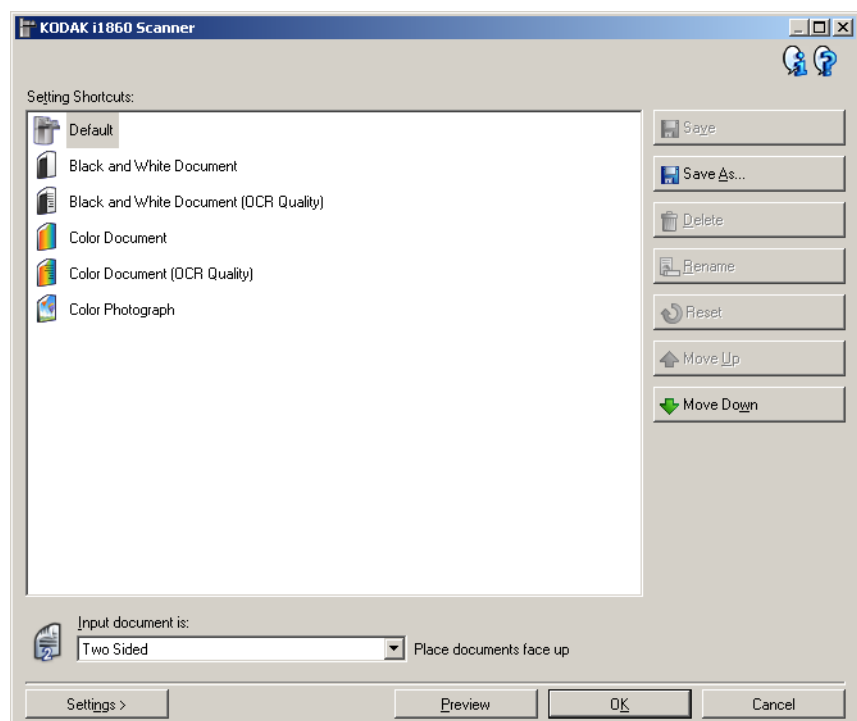 KODAK i1860 Scanner
Setting Shortcuts:
Default
Black and White Document
Black and White Document (OCR Quality)
Color Document
Color Document (OCR Quality)
Color Photograph
Save
Save As...
Delete
Rename
Reset
Move Up
Move Down
Input document is:
2
Two Sided
Place documents face up
Settings >
Preview
OK
Cancel